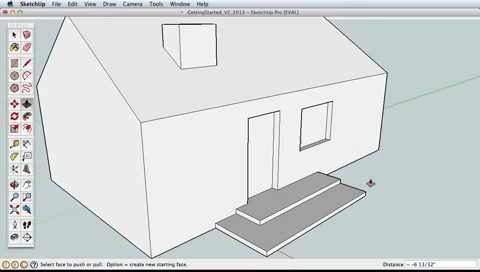 SketchUp File Edit View Camera Draw Tools Window Help
GettingStarted_V2_2013 - SketchUp Pro [EVAL]
Select face to push or pull. Option = create new starting face. Distance ~ -6 13/32"